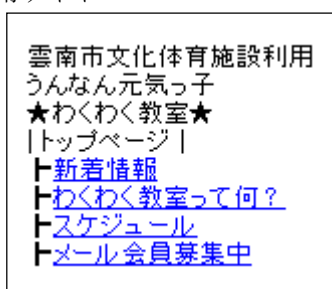 雲南市文化体育施設利用
うんなん元気っ子
★わくわく教室★
|トップページ|
┣新着情報
┣わくわく教室って何？
┣スケジュール
┣メール会員募集中